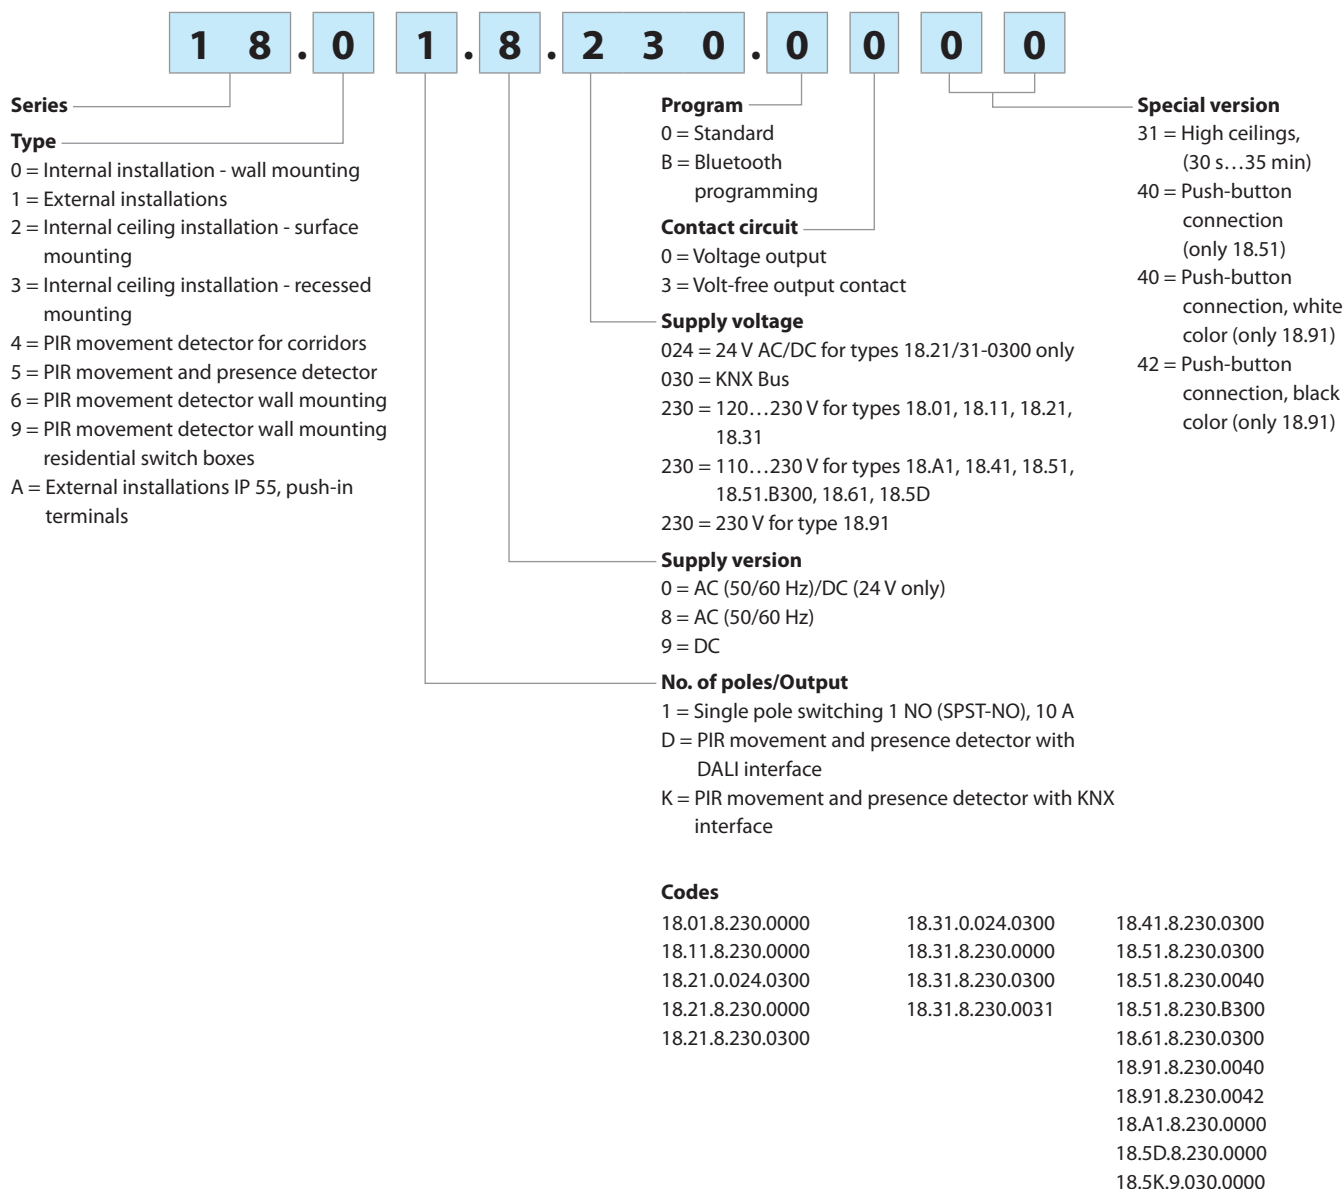 18.01.8.230.0000
Series
Type
0 = Internal installation - wall mounting
1 = External installations
2 = Internal ceiling installation - surface
mounting
3 = Internal ceiling installation - recessed
mounting
4 = PIR movement detector for corridors
5 = PIR movement and presence detector
6 = PIR movement detector wall mounting
9 = PIR movement detector wall mounting
residential switch boxes
A = External installations IP 55, push-in
terminals
Program
0 = Standard
B = Bluetooth
programming
Contact circuit
0 = Voltage output
3 = Volt-free output contact
Supply voltage
024 = 24 V AC/DC for types 18.21/31-0300 only
030 = KNX Bus
230 = 120…230 V for types 18.01, 18.11, 18.21,
18.31
230 = 110…230 V for types 18.A1, 18.41, 18.51,
18.51.B300, 18.61, 18.5D
230 = 230 V for type 18.91
Supply version
0 = AC (50/60 Hz)/DC (24 V only)
8 = AC (50/60 Hz)
9 = DC
No. of poles/Output
1 = Single pole switching 1 NO (SPST-NO), 10 A
D = PIR movement and presence detector with
DALI interface
K = PIR movement and presence detector with KNX
interface
Special version
31 = High ceilings,
(30 s…35 min)
40 = Push-button
connection
(only 18.51)
40 = Push-button
connection, white
color (only 18.91)
42 = Push-button
connection, black
color (only 18.91)
Codes
18.01.8.230.0000
18.11.8.230.0000
18.21.0.024.0300
18.21.8.230.0000
18.21.8.230.0300
18.31.0.024.0300
18.31.8.230.0000
18.31.8.230.0300
18.31.8.230.0031
18.41.8.230.0300
18.51.8.230.0300
18.51.8.230.0040
18.51.8.230.B300
18.61.8.230.0300
18.91.8.230.0040
18.91.8.230.0042
18.A1.8.230.0000
18.5D.8.230.0000
18.5K.9.030.0000